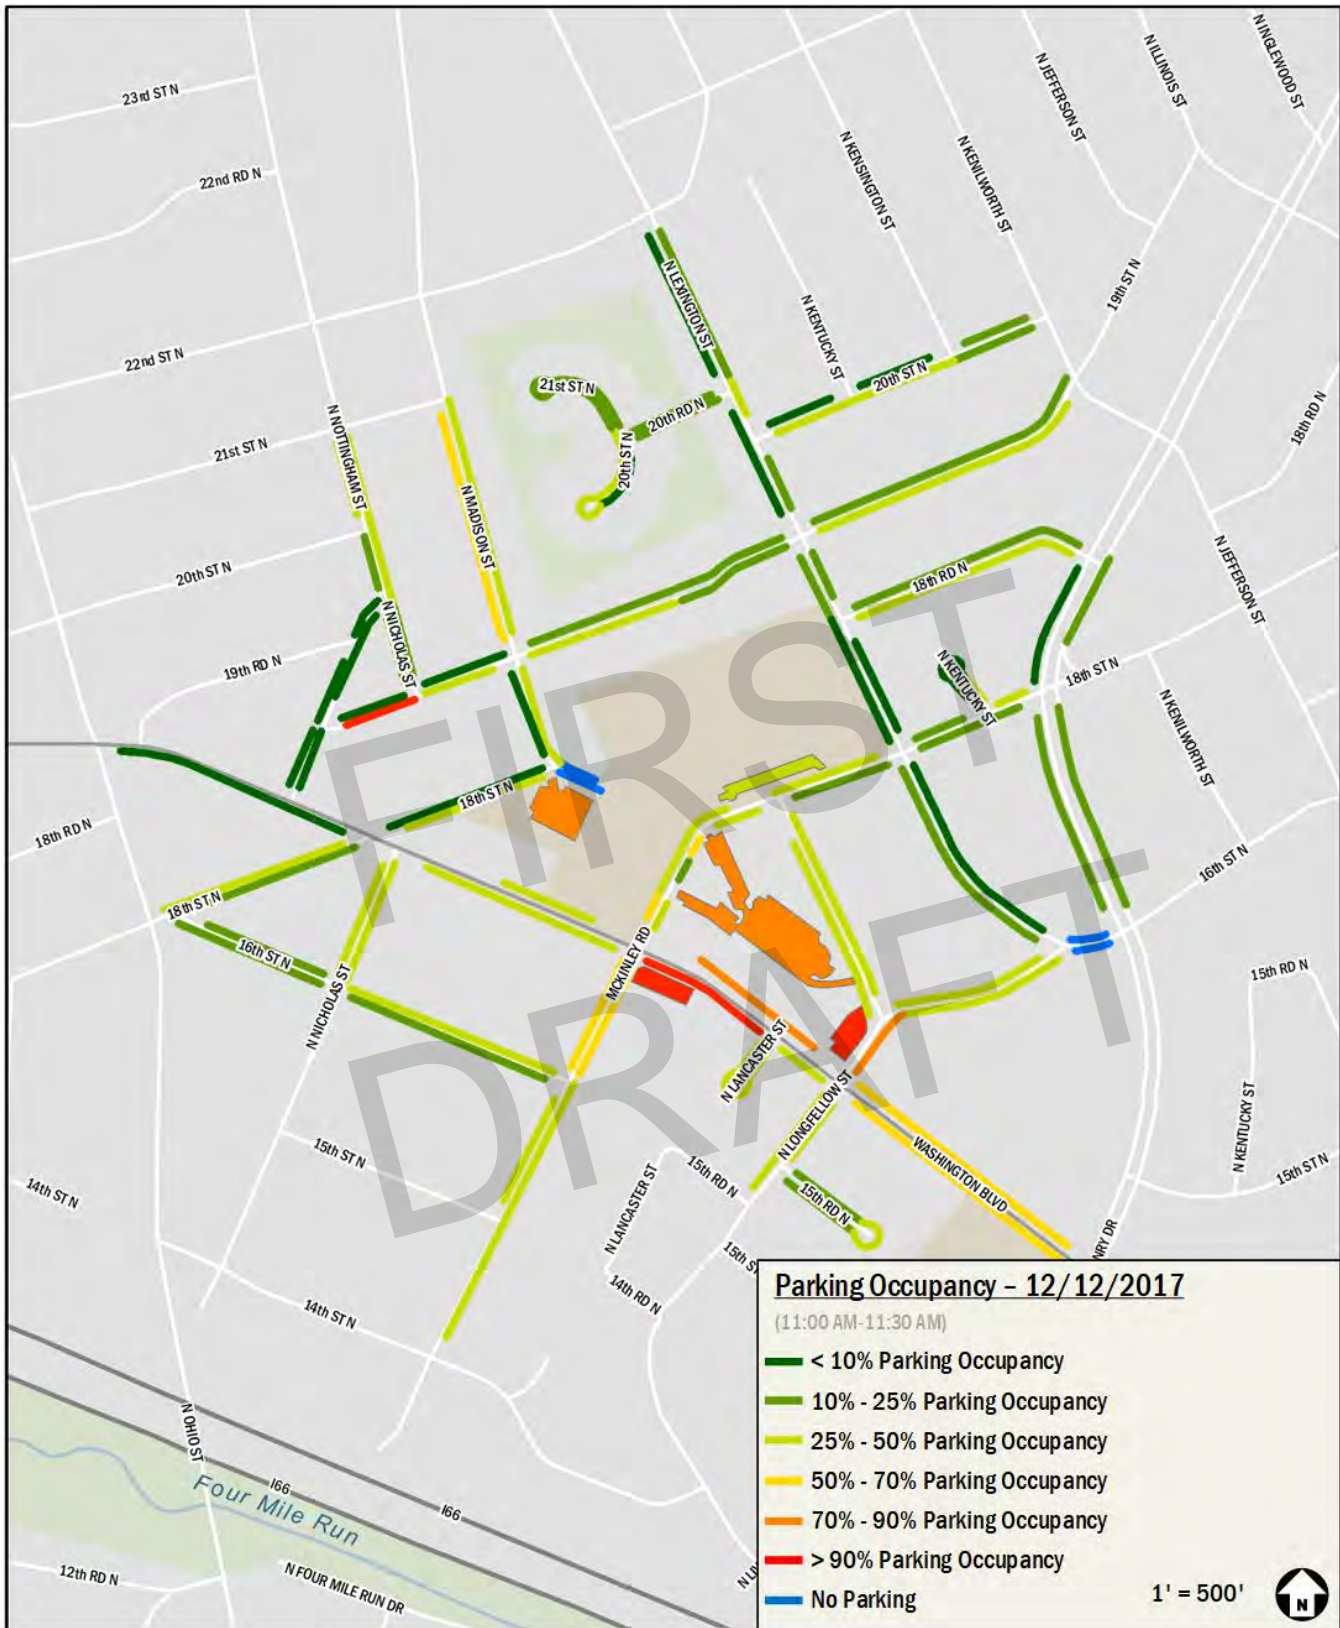 N INGLEWOOD ST
N ILLINOIS ST
N JEFFERSON ST
23rd ST N
N KENSINGTON ST
N KENILWORTH ST
22nd RD N
19th ST N
N LEXINGTON ST
N KENTUCKY ST
22nd ST N
20th ST N
21st ST N
20th RD N
18th RD N
N NOTTINGHAM ST
21st ST N
20th ST N
N MADISON ST
20th ST N
18th RD N
N JEFFERSON ST
N NICHOLAS ST
19th RD N
N KENTUCKY ST
18th ST N
N KENILWORTH ST
FIRST
DRAFT
18th ST N
18th RD N
16th ST N
18th ST N
16th ST N
MCKINLEY RD
15th RD N
N NICHOLAS ST
N LANCASTER ST
N LONGFELLOW ST
N KENTUCKY ST
15th ST N
15th RD N
WASHINGTON BLVD
15th ST N
14th ST N
N LANCASTER ST
15th RD N
NRY DR
15th S
14th RD N
14th ST N
N OHIO ST
I66
I66
Four Mile Run
12th RD N
N FOUR MILE RUN DR
N LI
Parking Occupancy – 12/12/2017
(11:00 AM-11:30 AM)
< 10% Parking Occupancy
10% - 25% Parking Occupancy
25% - 50% Parking Occupancy
50% - 70% Parking Occupancy
70% - 90% Parking Occupancy
> 90% Parking Occupancy
No Parking
1' = 500'
N